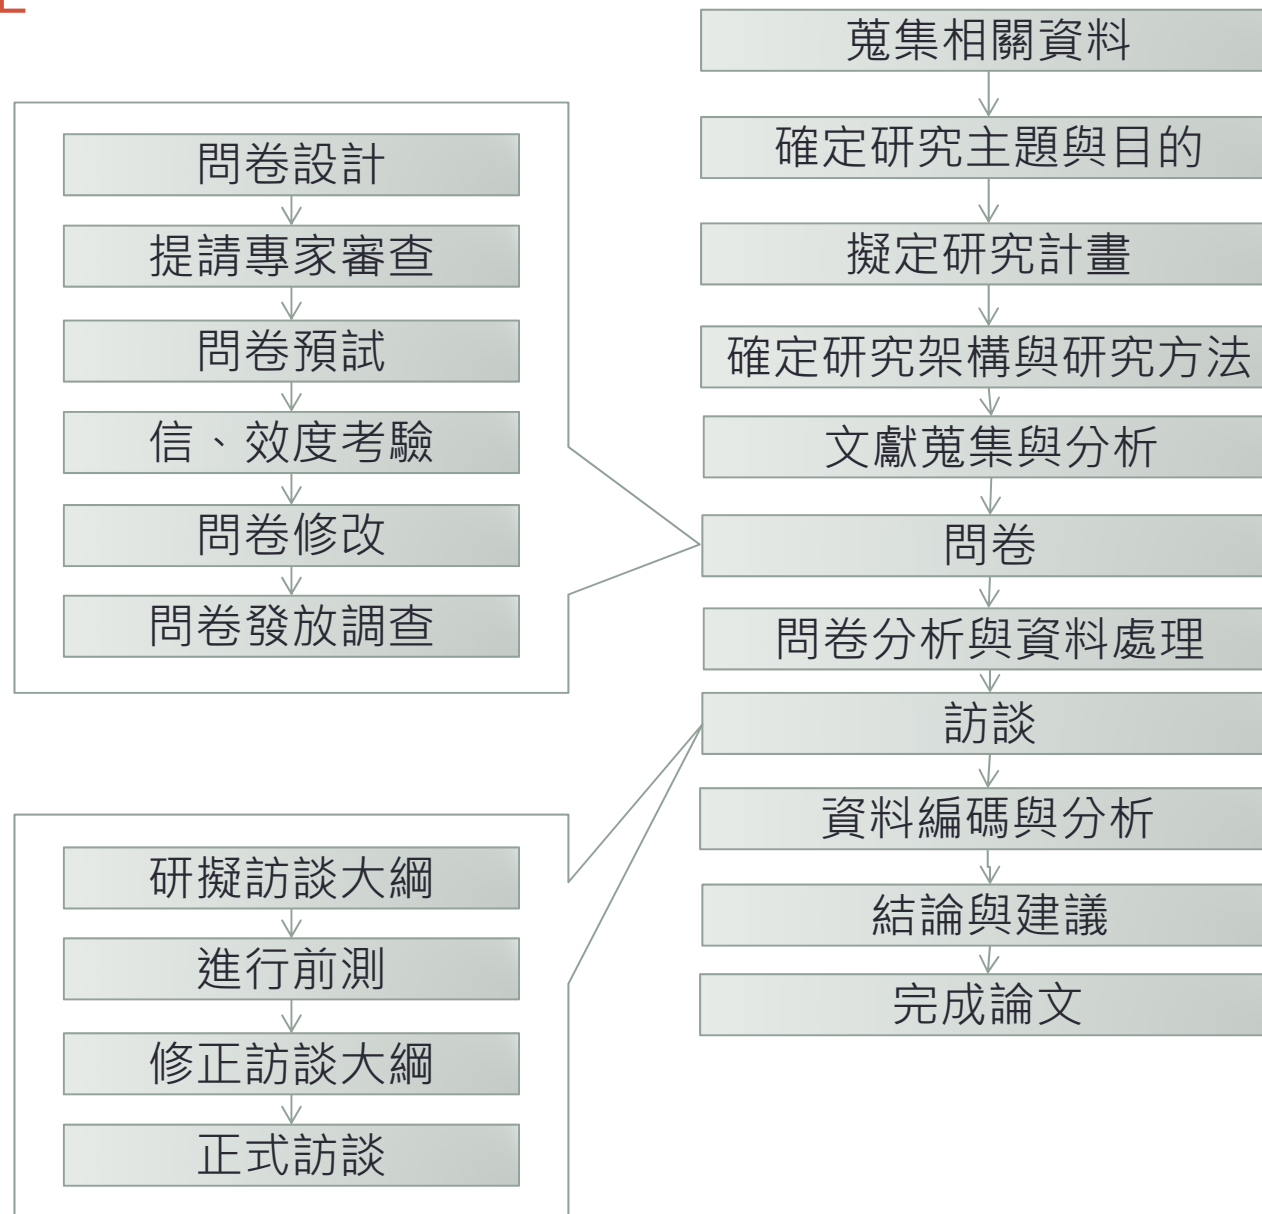 蒐集相關資料
確定研究主題與目的
擬定研究計畫
確定研究架構與研究方法
文獻蒐集與分析
問卷
問卷分析與資料處理
訪談
資料編碼與分析
結論與建議
完成論文
問卷設計
提請專家審查
問卷預試
信、效度考驗
問卷修改
問卷發放調查
研擬訪談大綱
進行前測
修正訪談大綱
正式訪談